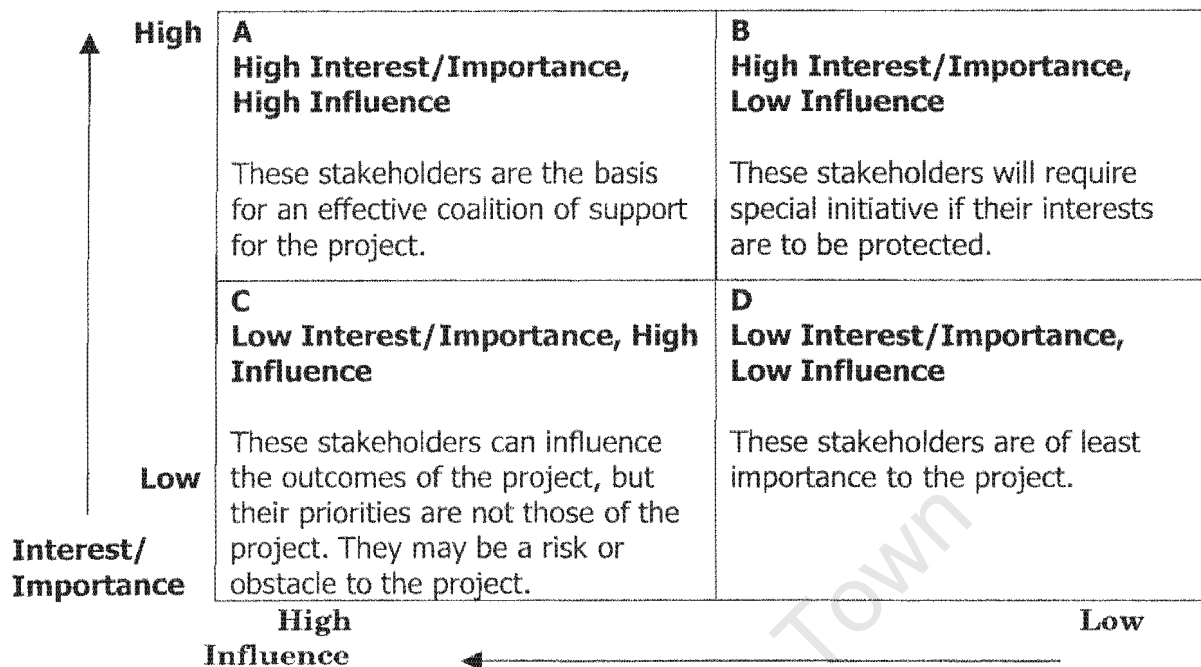 High
A
High Interest/Importance,
High Influence
These stakeholders are the basis
for an effective coalition of support
for the project.
B
High Interest/Importance,
Low Influence
These stakeholders will require
special initiative if their interests
are to be protected.
C
Low Interest/Importance, High
Influence
These stakeholders can influence
the outcomes of the project, but
their priorities are not those of the
project. They may be a risk or
obstacle to the project.
D
Low Interest/Importance,
Low Influence
These stakeholders are of least
importance to the project.
Low
Interest/
Importance
High
Influence
Low
Town